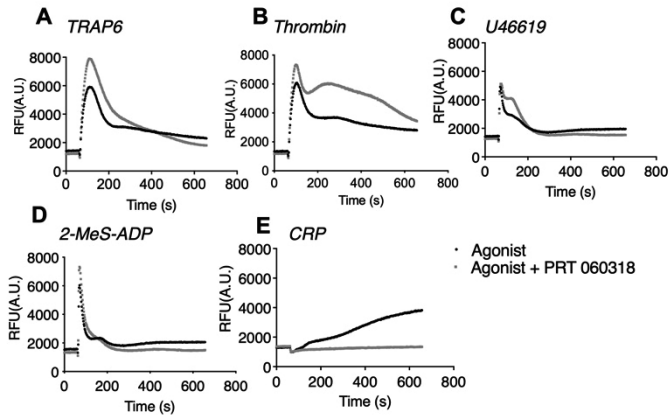 A TRAP6
B Thrombin
C U46619
RFU(A.U.)
8000
6000
4000
2000
0
0 200 400 600 800
Time (s)
RFU(A.U.)
8000
6000
4000
2000
0
0 200 400 600 800
Time (s)
RFU(A.U.)
8000
6000
4000
2000
0
0 200 400 600 800
Time (s)
D 2-MeS-ADP
E CRP
RFU(A.U.)
8000
6000
4000
2000
0
0 200 400 600 800
Time (s)
RFU(A.U.)
8000
6000
4000
2000
0
0 200 400 600 800
Time (s)
Agonist
Agonist + PRT 060318